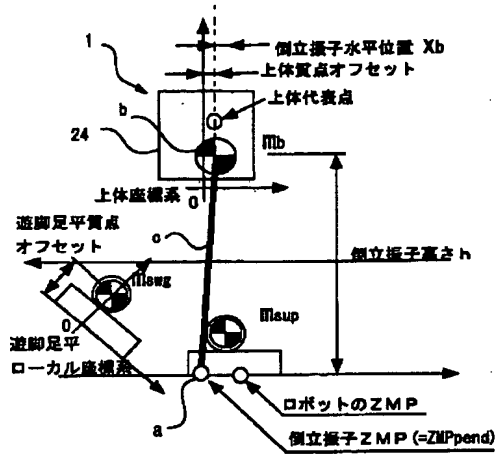 倒立振子水平位置 Xb
上体質点オフセット
上体代表点
1
b
24
mb
上体座標系
0
遊脚足平質点
オフセット
c
倒立振子高さh
mswg
msup
0
遊脚足平
ローカル座標系
a
ロボットのZMP
倒立振子ZMP(=ZMPpend)